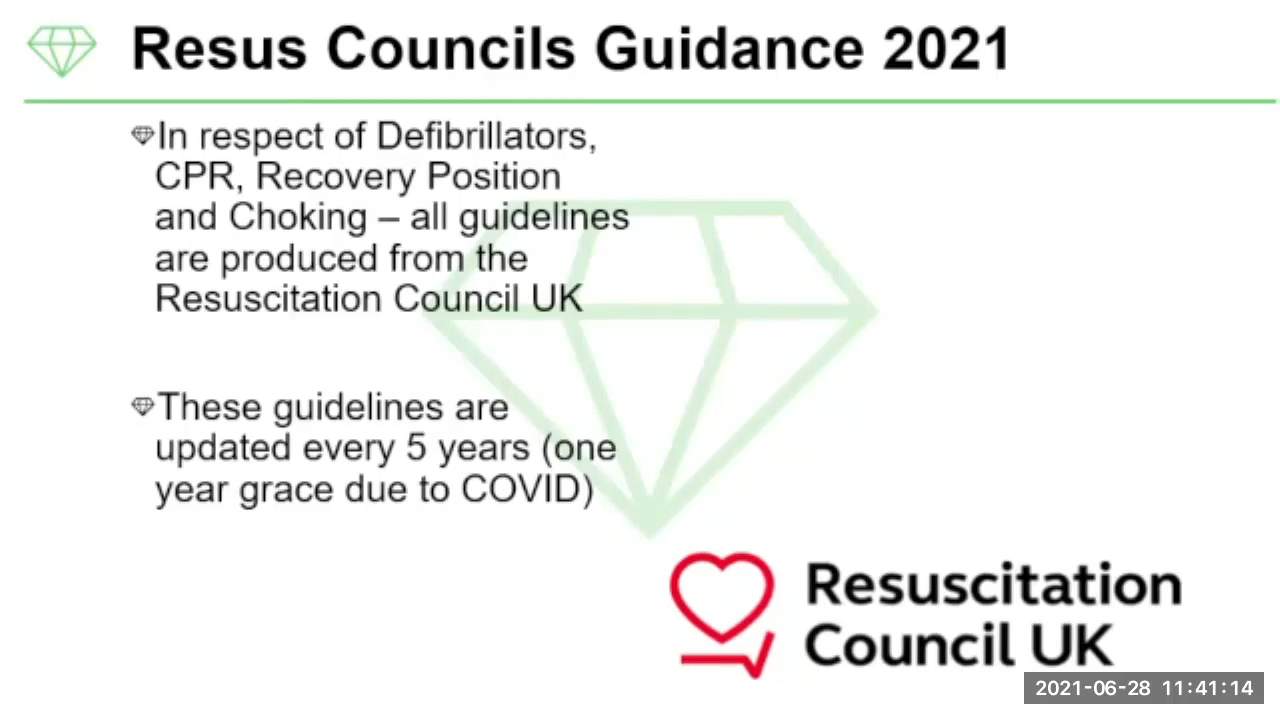 Resus Councils Guidance 2021
In respect of Defibrillators,
CPR, Recovery Position
and Choking – all guidelines
are produced from the
Resuscitation Council UK
These guidelines are
updated every 5 years (one
year grace due to COVID)
Resuscitation
Council UK
2021-06-28 11:41:14